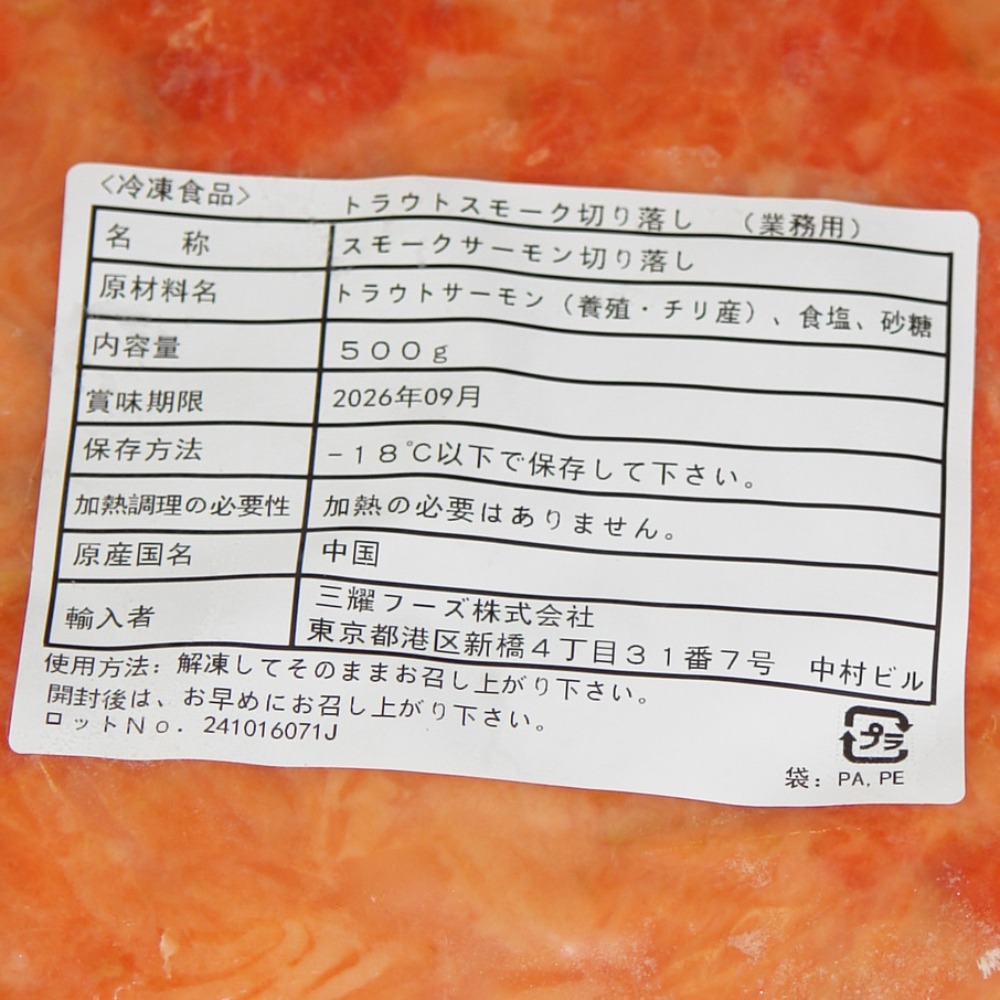 〈冷凍食品〉 トラウトスモーク切り落し （業務用）
名 称 スモークサーモン切り落し
原材料名 トラウトサーモン（養殖・チリ産）、食塩、砂糖
内容量 ５００ｇ
賞味期限 2026年09月
保存方法 －１８℃以下で保存して下さい。
加熱調理の必要性 加熱の必要はありません。
原産国名 中国
輸入者 三耀フーズ株式会社
東京都港区新橋４丁目３１番７号 中村ビル
使用方法：解凍してそのままお召し上がり下さい。
開封後は、お早めにお召し上がり下さい。
ロットＮｏ．241016071J
プラ
袋：PA, PE